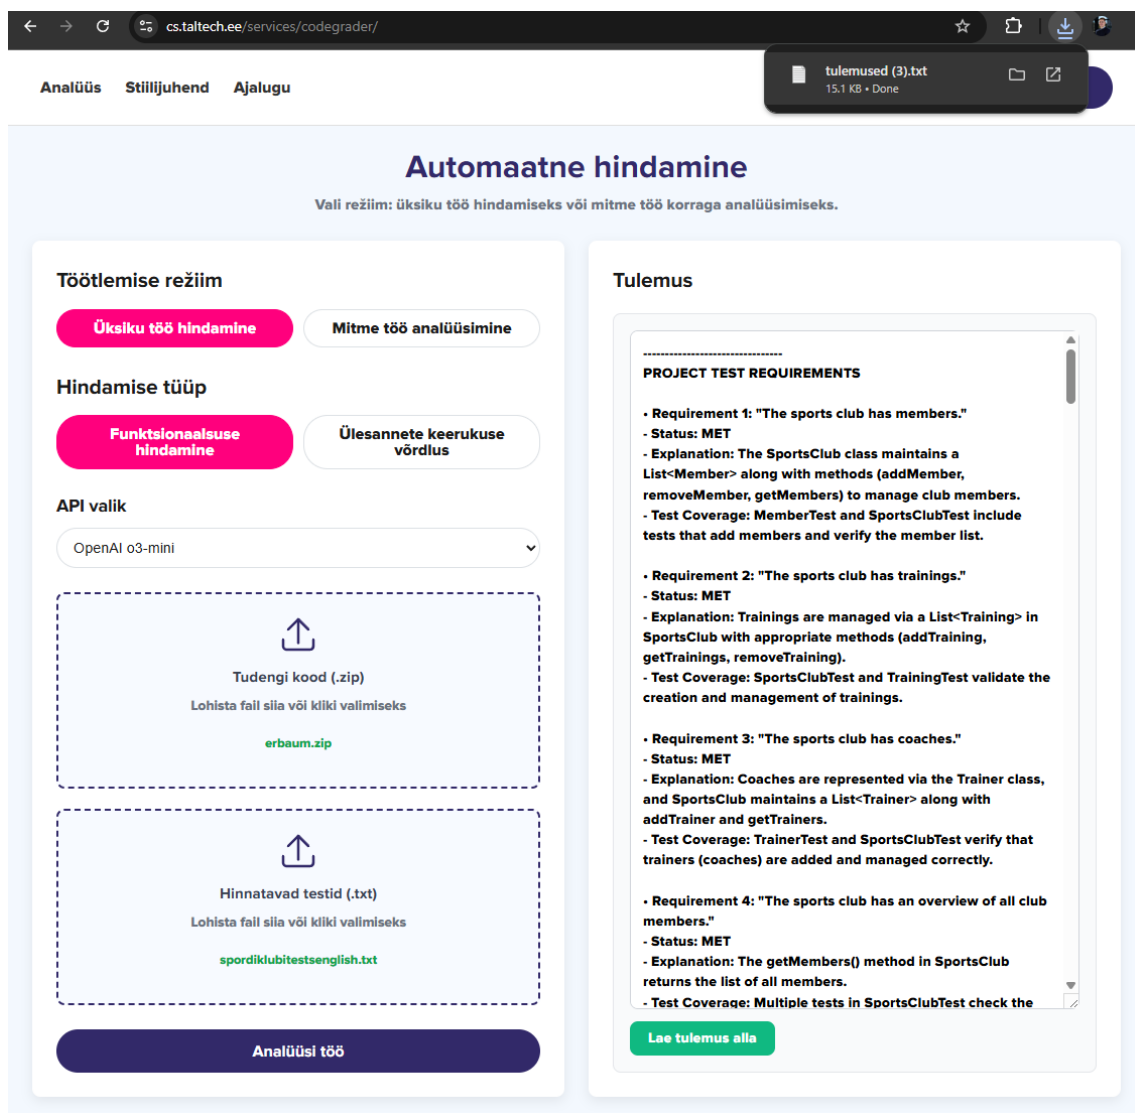 cs.taltech.ee/services/codegrader/
tulemused (3).txt
15.1 KB • Done
Analüüs Stiilijuhend Ajalugu
Automaatne hindamine
Vali režiim: üksiku töö hindamiseks või mitme töö korraga analüüsimiseks.
Töötlemise režiim
Üksiku töö hindamine
Mitme töö analüüsimine
Hindamise tüüp
Funktsionaalsuse
hindamine
Ülesannete keerukuse
võrdlus
API valik
OpenAI o3-mini
Tudengi kood (.zip)
Lohista fail siia või kliki valimiseks
erbaum.zip
Hinnatavad testid (.txt)
Lohista fail siia või kliki valimiseks
spordiklubitestsenglish.txt
Analüüsi töö
Tulemus
--------------------------------
PROJECT TEST REQUIREMENTS
• Requirement 1: "The sports club has members."
- Status: MET
- Explanation: The SportsClub class maintains a
List<Member> along with methods (addMember,
removeMember, getMembers) to manage club members.
- Test Coverage: MemberTest and SportsClubTest include
tests that add members and verify the member list.
• Requirement 2: "The sports club has trainings."
- Status: MET
- Explanation: Trainings are managed via a List<Training> in
SportsClub with appropriate methods (addTraining,
getTrainings, removeTraining).
- Test Coverage: SportsClubTest and TrainingTest validate the
creation and management of trainings.
• Requirement 3: "The sports club has coaches."
- Status: MET
- Explanation: Coaches are represented via the Trainer class,
and SportsClub maintains a List<Trainer> along with
addTrainer and getTrainers.
- Test Coverage: TrainerTest and SportsClubTest verify that
trainers (coaches) are added and managed correctly.
• Requirement 4: "The sports club has an overview of all club
members."
- Status: MET
- Explanation: The getMembers() method in SportsClub
returns the list of all members.
- Test Coverage: Multiple tests in SportsClubTest check the
Lae tulemus alla